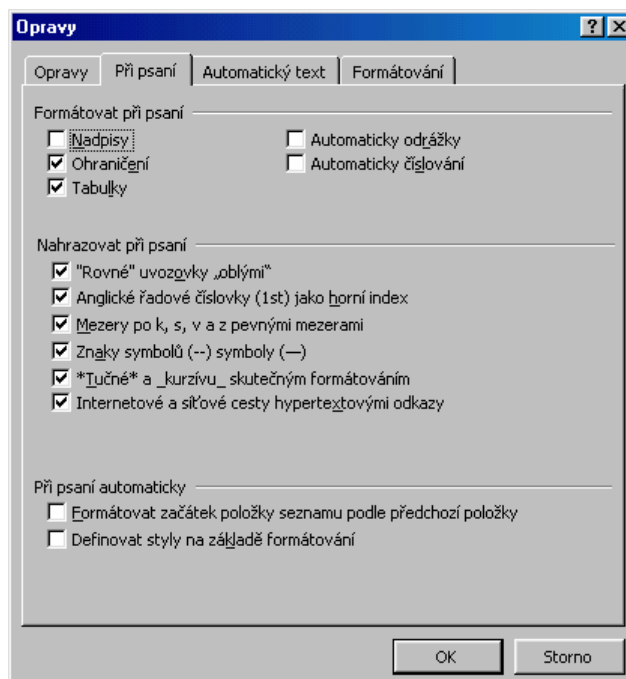 Opravy
Opravy Při psaní Automatický text Formátování
Formátovat při psaní
Nadpisy Automaticky odrážky
Ohraničení Automaticky číslování
Tabulky
Nahrazovat při psaní
"Rovné" uvozovky „oblými“
Anglické řadové číslovky (1st) jako horní index
Mezery po k, s, v a z pevnými mezerami
Znaky symbolů (--) symboly (—)
*Tučné* a _kurzívu_ skutečným formátováním
Internetové a síťové cesty hypertextovými odkazy
Při psaní automaticky
Formátovat začátek položky seznamu podle předchozí položky
Definovat styly na základě formátování
OK Storno